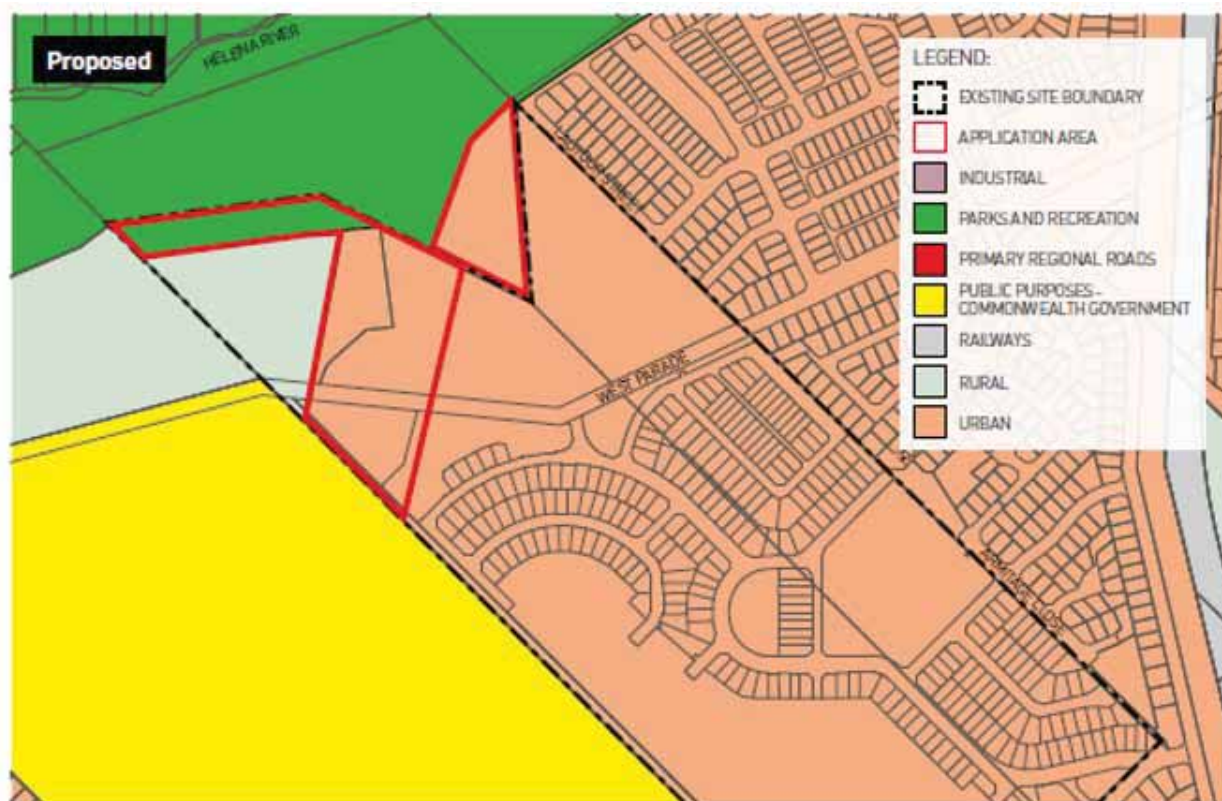 Proposed
HELENA RIVER
LEGEND:
EXISTING SITE BOUNDARY
APPLICATION AREA
INDUSTRIAL
PARKS AND RECREATION
PRIMARY REGIONAL ROADS
PUBLIC PURPOSES -
COMMONWEALTH GOVERNMENT
RAILWAYS
RURAL
URBAN
WEST PARADE
CLOSE